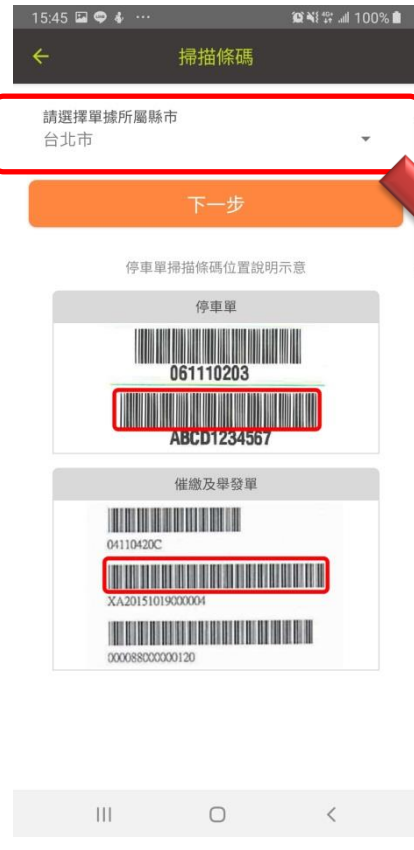 15:45 ··· 4G+ 100%
掃描條碼
請選擇單據所屬縣市
台北市
下一步
停車單掃描條碼位置說明示意
停車單
061110203
ABCD1234567
催繳及舉發單
04110420C
XA20151019000004
000088000000120